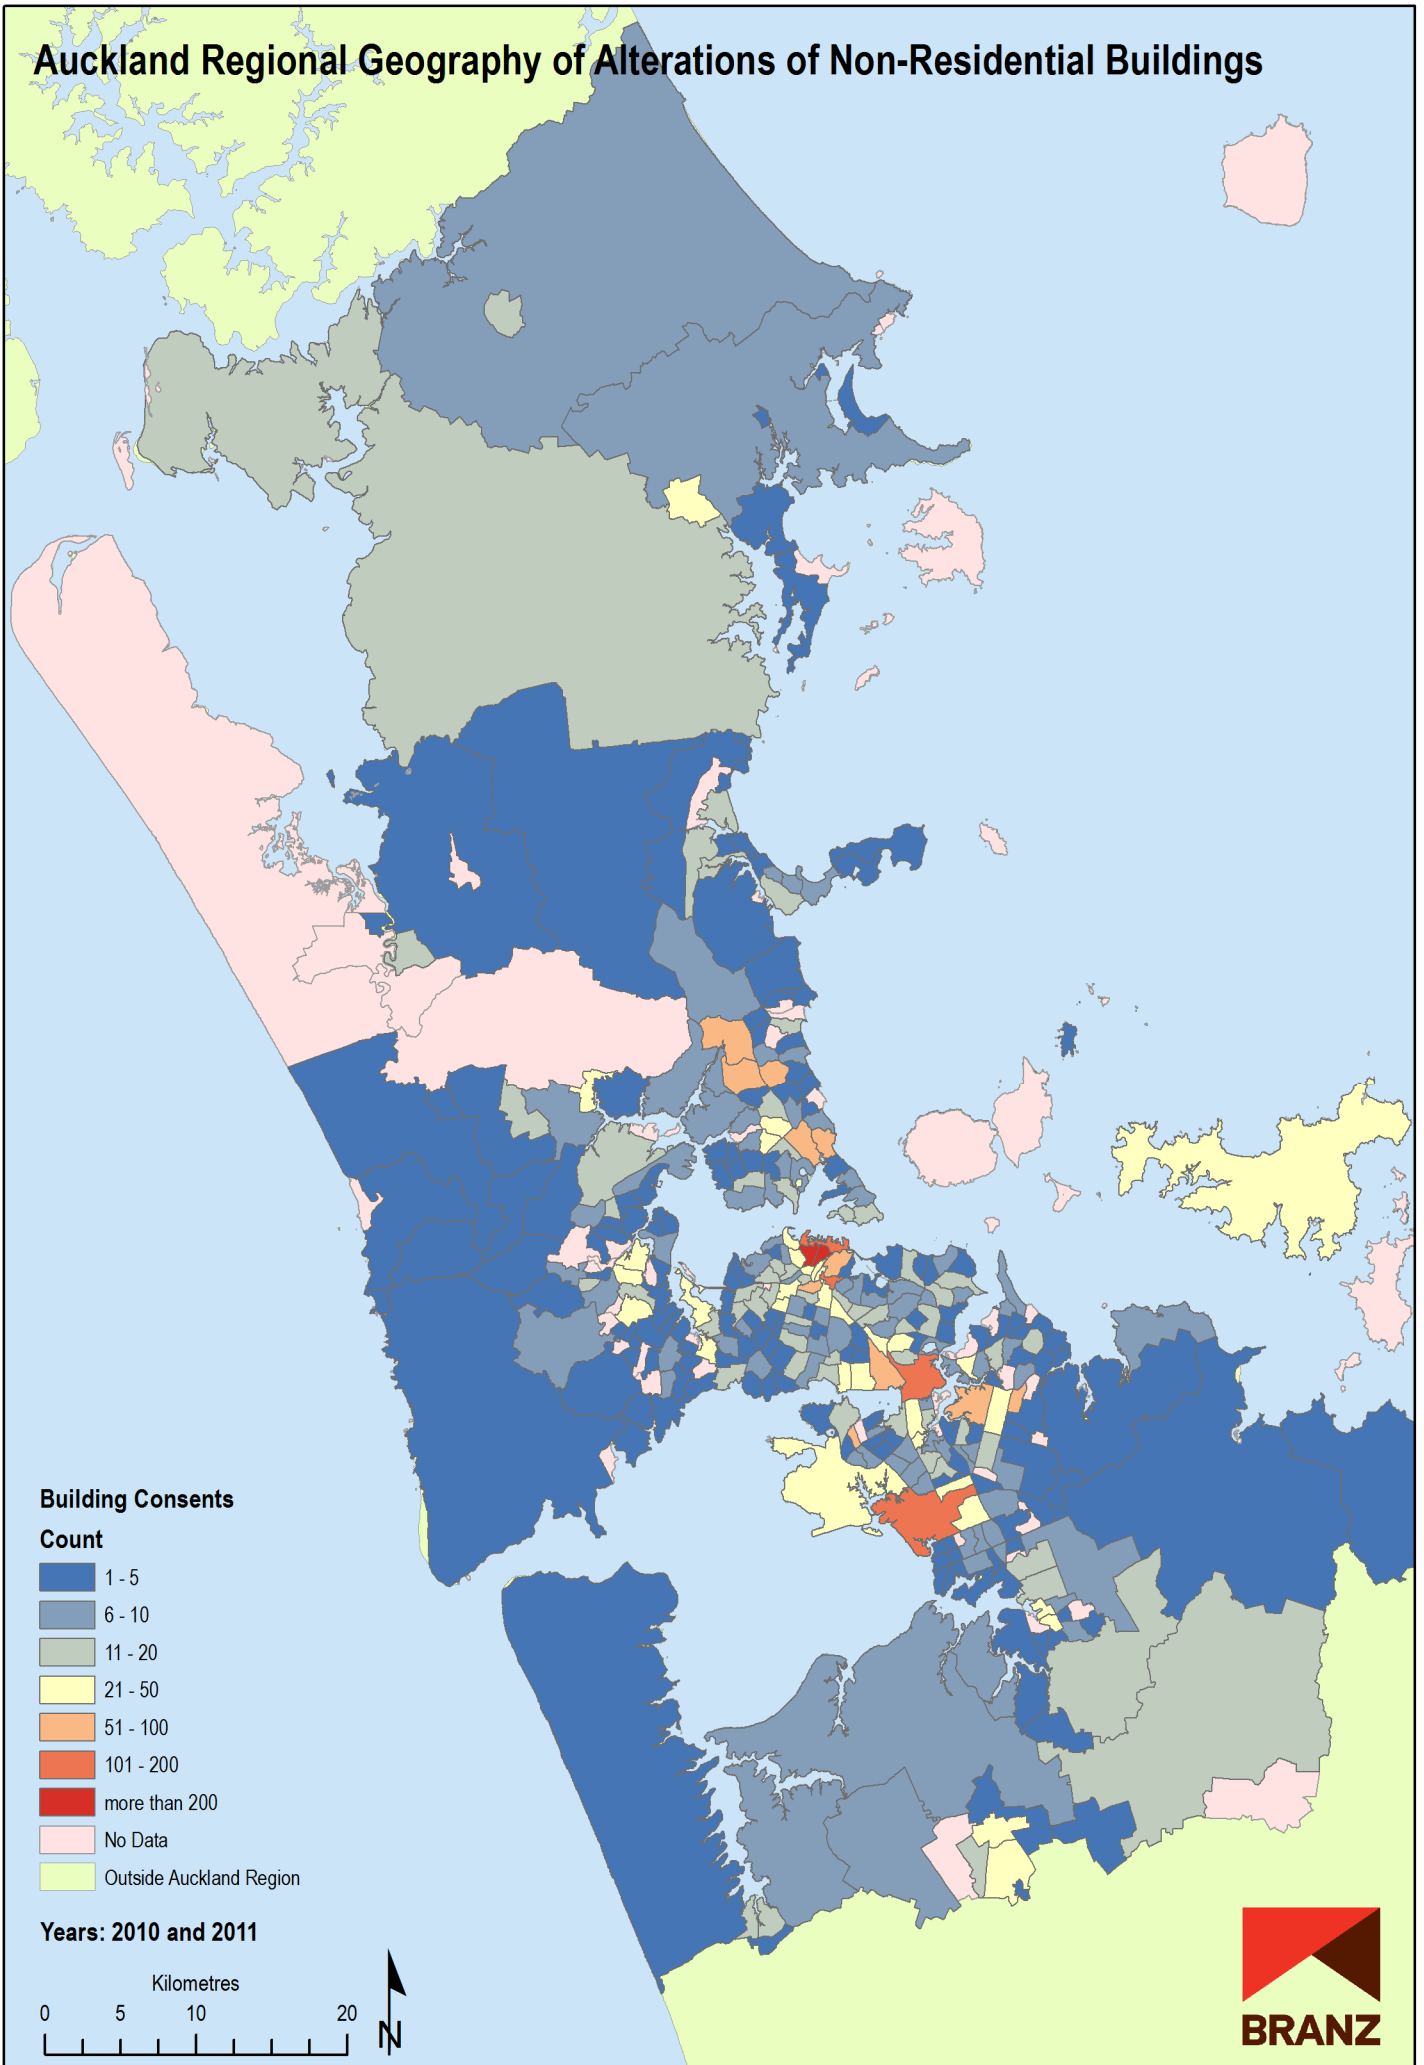 Auckland Regional Geography of Alterations of Non-Residential Buildings
Building Consents
Count
1 - 5
6 - 10
11 - 20
21 - 50
51 - 100
101 - 200
more than 200
No Data
Outside Auckland Region
Years: 2010 and 2011
Kilometres
0 5 10 20
N
BRANZ